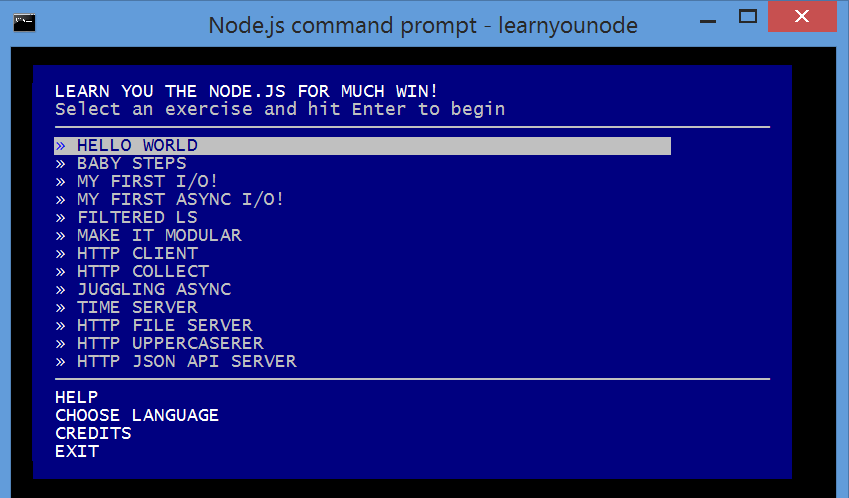 Node.js command prompt - learnyounode
LEARN YOU THE NODE.JS FOR MUCH WIN!
Select an exercise and hit Enter to begin
» HELLO WORLD
» BABY STEPS
» MY FIRST I/O!
» MY FIRST ASYNC I/O!
» FILTERED LS
» MAKE IT MODULAR
» HTTP CLIENT
» HTTP COLLECT
» JUGGLING ASYNC
» TIME SERVER
» HTTP FILE SERVER
» HTTP UPPERCASERER
» HTTP JSON API SERVER
HELP
CHOOSE LANGUAGE
CREDITS
EXIT